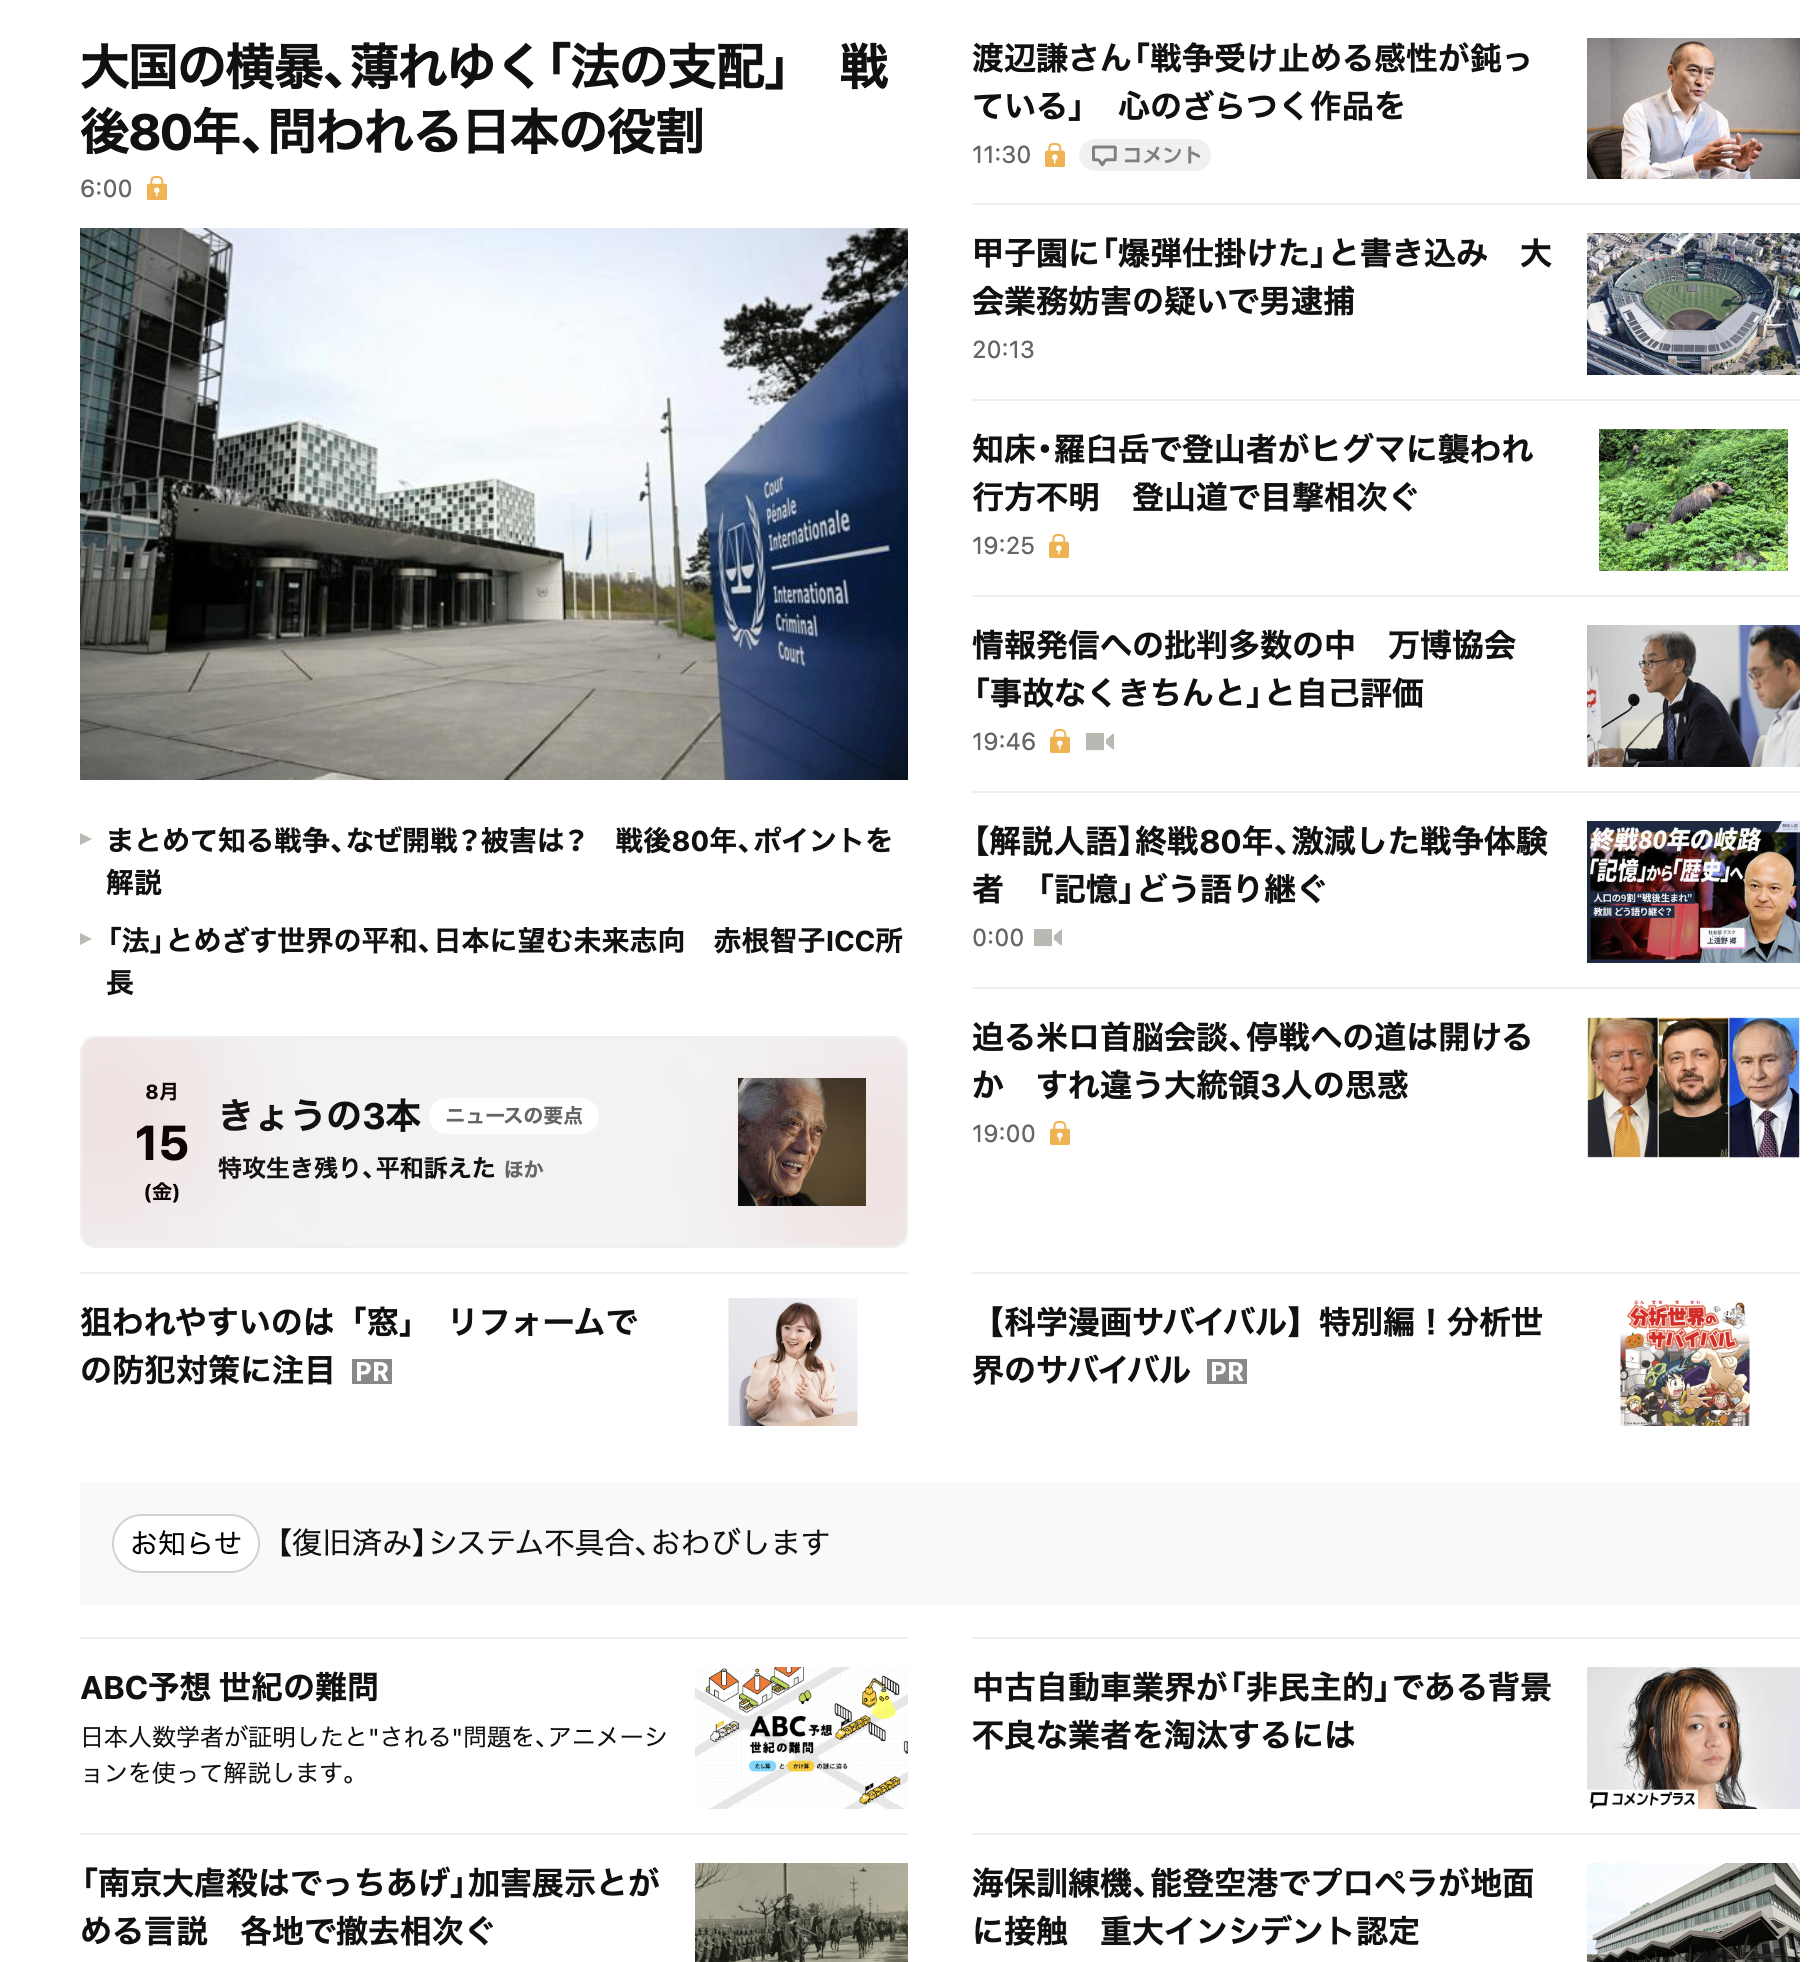 大国の横暴、薄れゆく「法の支配」　戦
後80年、問われる日本の役割
6:00
Cour
Pénale
Internationale
International
Criminal
Court
まとめて知る戦争、なぜ開戦？被害は？　戦後80年、ポイントを
解説
「法」とめざす世界の平和、日本に望む未来志向　赤根智子ICC所
長
8月
15
(金)
きょうの3本 ニュースの要点
特攻生き残り、平和訴えた ほか
渡辺謙さん「戦争受け止める感性が鈍っ
ている」　心のざらつく作品を
11:30 コメント
甲子園に「爆弾仕掛けた」と書き込み　大
会業務妨害の疑いで男逮捕
20:13
知床・羅臼岳で登山者がヒグマに襲われ
行方不明　登山道で目撃相次ぐ
19:25
情報発信への批判多数の中　万博協会
「事故なくきちんと」と自己評価
19:46
【解説人語】終戦80年、激減した戦争体験
者　「記憶」どう語り継ぐ
0:00
終戦80年の岐路
「記憶」から「歴史」へ
人口の9割"戦後生まれ"
教訓 どう語り継ぐ？
社会部デスク
上遠野 郷
迫る米ロ首脳会談、停戦への道は開ける
か　すれ違う大統領3人の思惑
19:00
狙われやすいのは「窓」　リフォームで
の防犯対策に注目 PR
【科学漫画サバイバル】特別編！分析世
界のサバイバル PR
ぶんせきせかい
分析世界の
サバイバル
お知らせ 【復旧済み】システム不具合、おわびします
ABC予想 世紀の難問
日本人数学者が証明したと"される"問題を、アニメーシ
ョンを使って解説します。
ABC予想
世紀の難問
たし算 と かけ算 の謎に迫る
中古自動車業界が「非民主的」である背景
不良な業者を淘汰するには
コメントプラス
「南京大虐殺はでっちあげ」加害展示とが
める言説　各地で撤去相次ぐ
海保訓練機、能登空港でプロペラが地面
に接触　重大インシデント認定